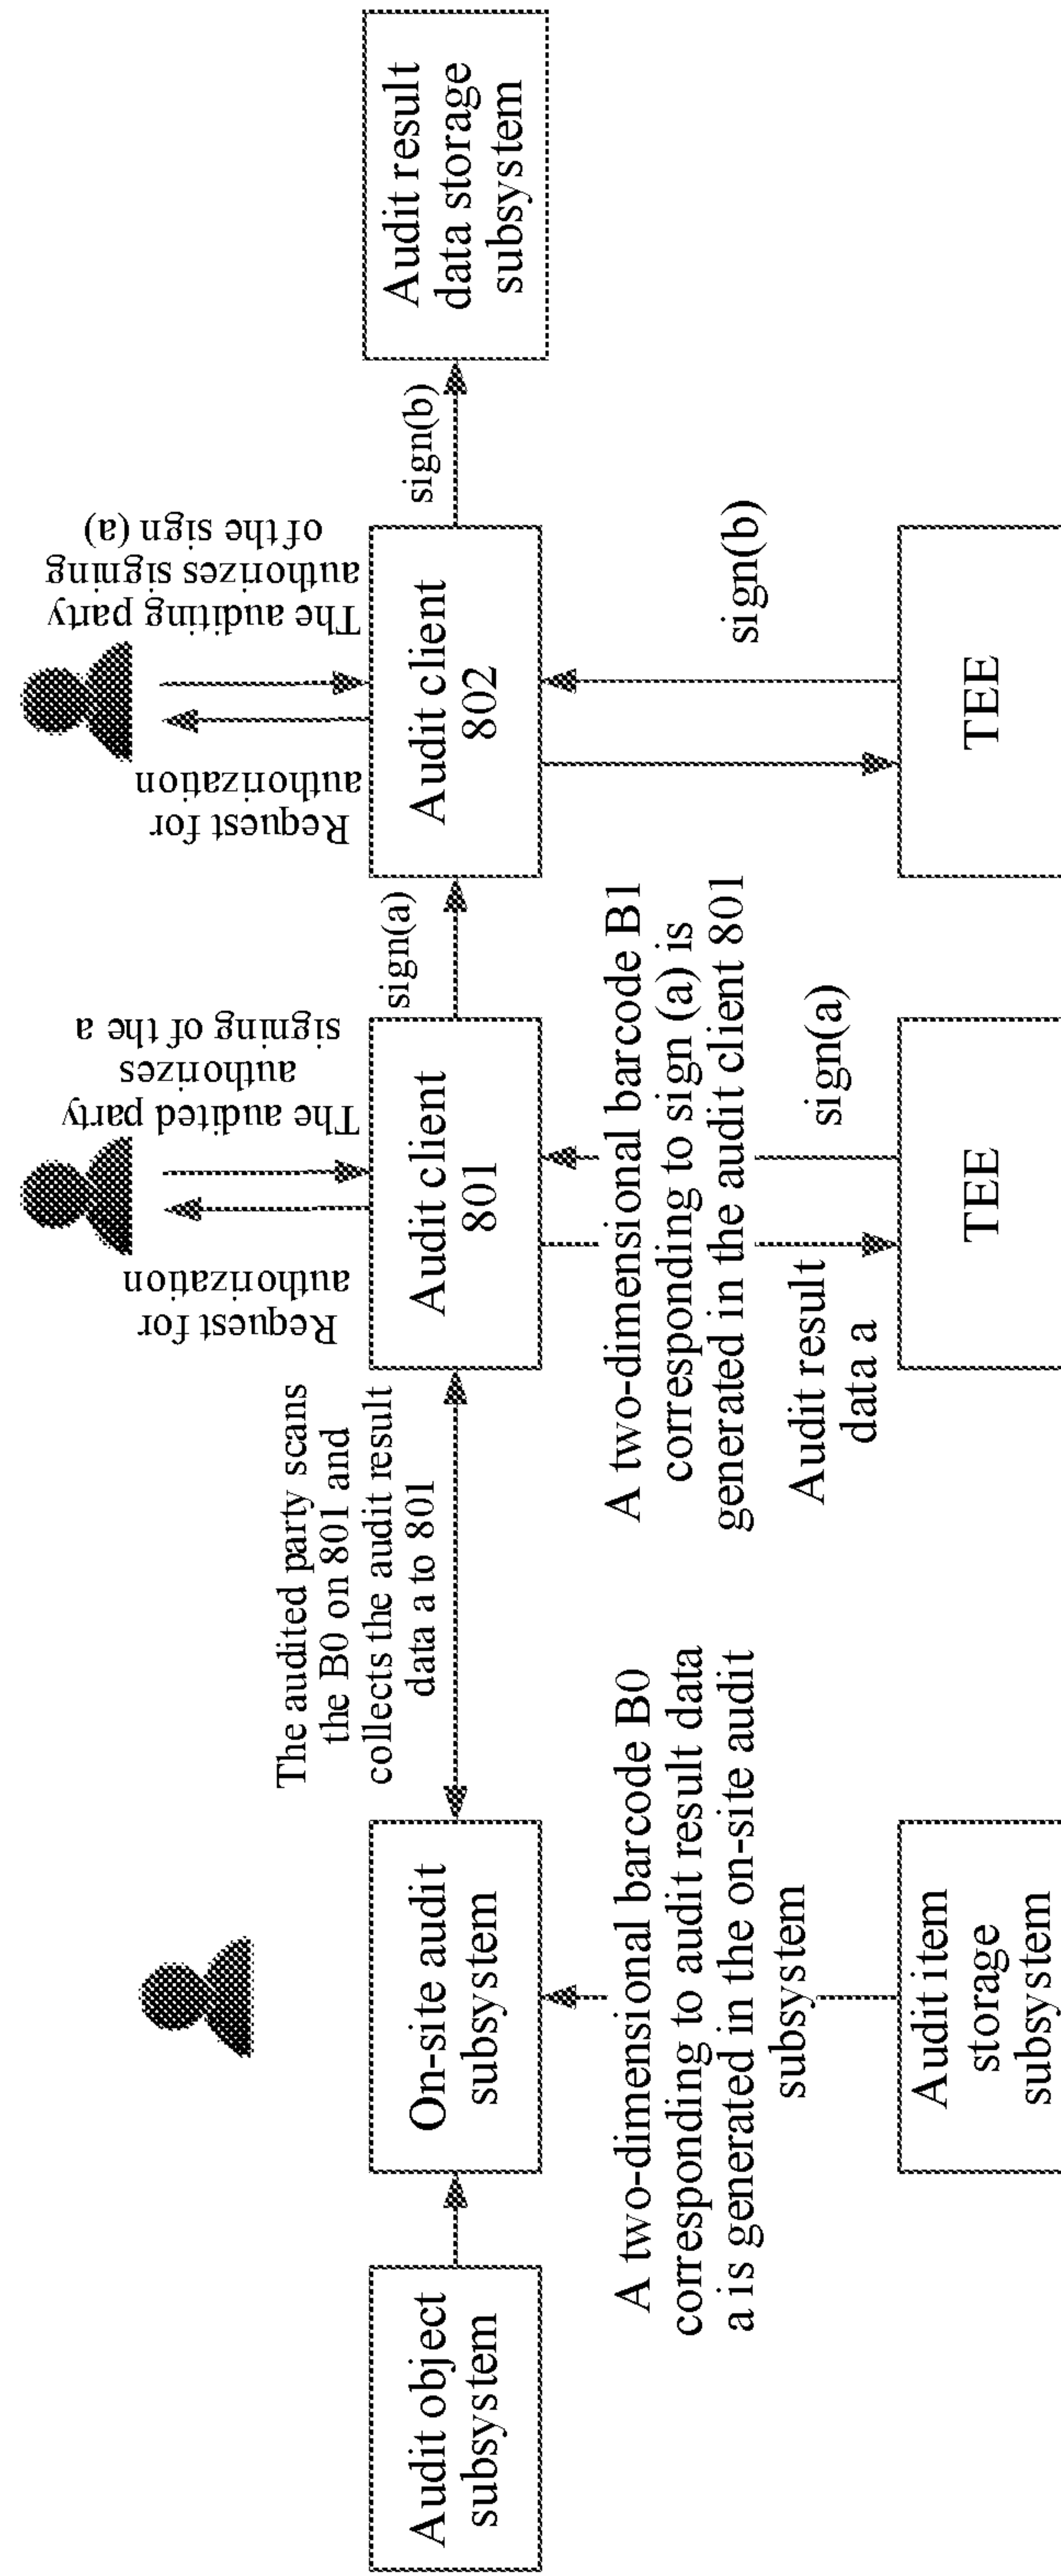 Audit object
subsystem
On-site audit
subsystem
A two-dimensional barcode B0
corresponding to audit result data
a is generated in the on-site audit
subsystem
Audit item
storage
subsystem
The audited party scans
the B0 on 801 and
collects the audit result
data a to 801
Request for
authorization
The audited party
authorizes
signing of the a
Audit client
801
A two-dimensional barcode B1
corresponding to sign (a) is
generated in the audit client 801
Audit result
data a
sign(a)
TEE
sign(a)
Request for
authorization
The auditing party
authorizes signing
of the sign (a)
Audit client
802
sign(b)
TEE
sign(b)
Audit result
data storage
subsystem